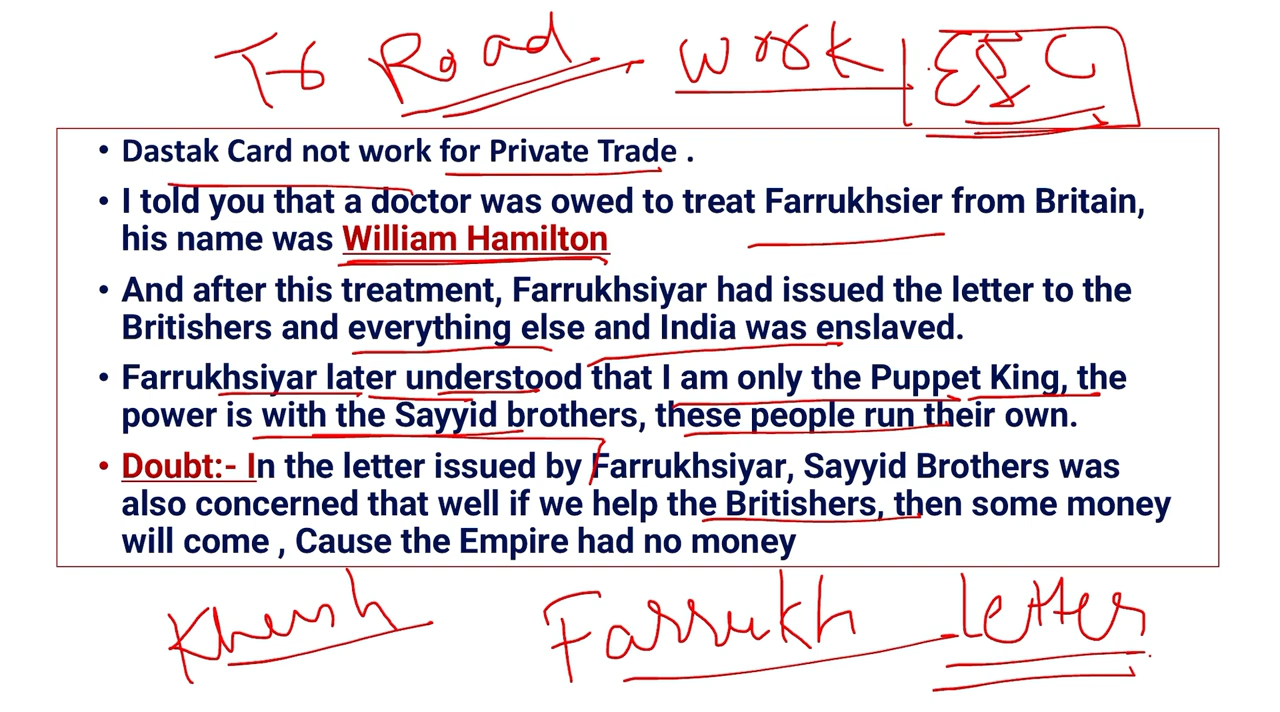 Road work EIC
• Dastak Card not work for Private Trade .
• I told you that a doctor was owed to treat Farrukhsier from Britain,
his name was William Hamilton
• And after this treatment, Farrukhsiyar had issued the letter to the
Britishers and everything else and India was enslaved.
• Farrukhsiyar later understood that I am only the Puppet King, the
power is with the Sayyid brothers, these people run their own.
• Doubt:- In the letter issued by Farrukhsiyar, Sayyid Brothers was
also concerned that well if we help the Britishers, then some money
will come , Cause the Empire had no money
Khush Farrukh letter